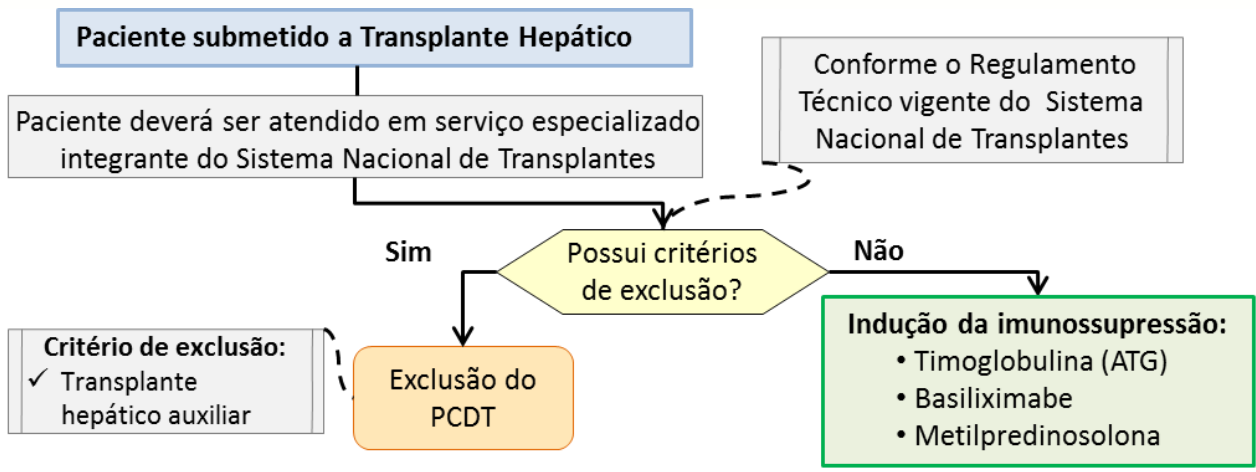 Paciente submetido a Transplante Hepático
Conforme o Regulamento
Técnico vigente do Sistema
Nacional de Transplantes
Paciente deverá ser atendido em serviço especializado
integrante do Sistema Nacional de Transplantes
Sim
Possui critérios
de exclusão?
Não
Critério de exclusão:
✓ Transplante
hepático auxiliar
Exclusão do
PCDT
Indução da imunossupressão:
• Timoglobulina (ATG)
• Basiliximabe
• Metilpredinosolona